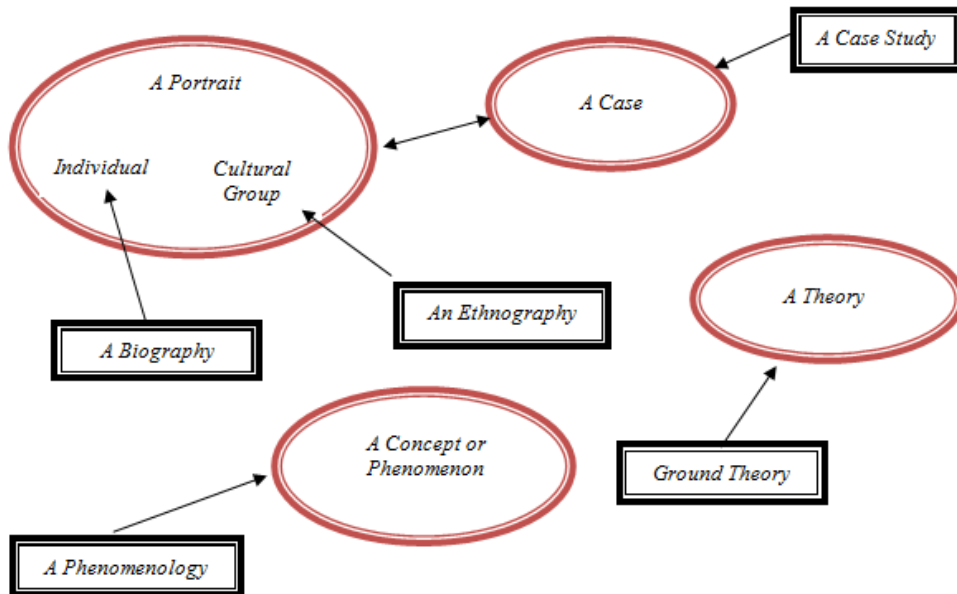 A Case Study
A Portrait
A Case
Individual
Cultural
Group
A Theory
An Ethnography
A Biography
A Concept or
Phenomenon
Ground Theory
A Phenomenology